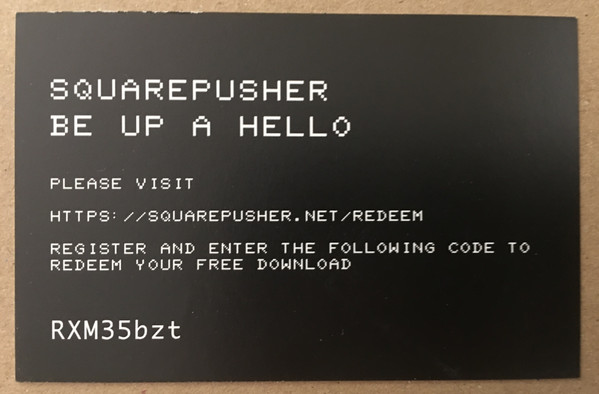 SQUAREPUSHER
BE UP A HELLO
PLEASE VISIT
HTTPS://SQUAREPUSHER.NET/REDEEM
REGISTER AND ENTER THE FOLLOWING CODE TO
REDEEM YOUR FREE DOWNLOAD
RXM35bzt